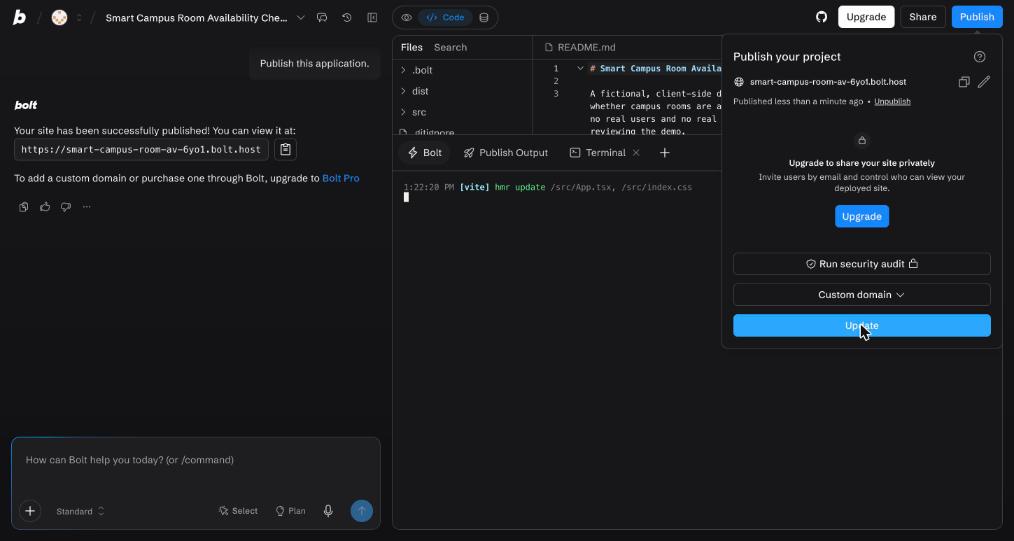 b / / Smart Campus Room Availability Che...
Code
Upgrade
Share
Publish
Publish this application.
bolt
Your site has been successfully published! You can view it at:
https://smart-campus-room-av-6yo1.bolt.host
To add a custom domain or purchase one through Bolt, upgrade to Bolt Pro
How can Bolt help you today? (or /command)
Standard
Select
Plan
Files Search
.bolt
dist
src
.gitignore
README.md
1 # Smart Campus Room Availa
2
3 A fictional, client-side d
whether campus rooms are a
no real users and no real
reviewing the demo.
Bolt
Publish Output
Terminal
1:22:20 PM [vite] hmr update /src/App.tsx, /src/index.css
Publish your project
smart-campus-room-av-6yo1.bolt.host
Published less than a minute ago • Unpublish
Upgrade to share your site privately
Invite users by email and control who can view your
deployed site.
Upgrade
Run security audit
Custom domain
Update